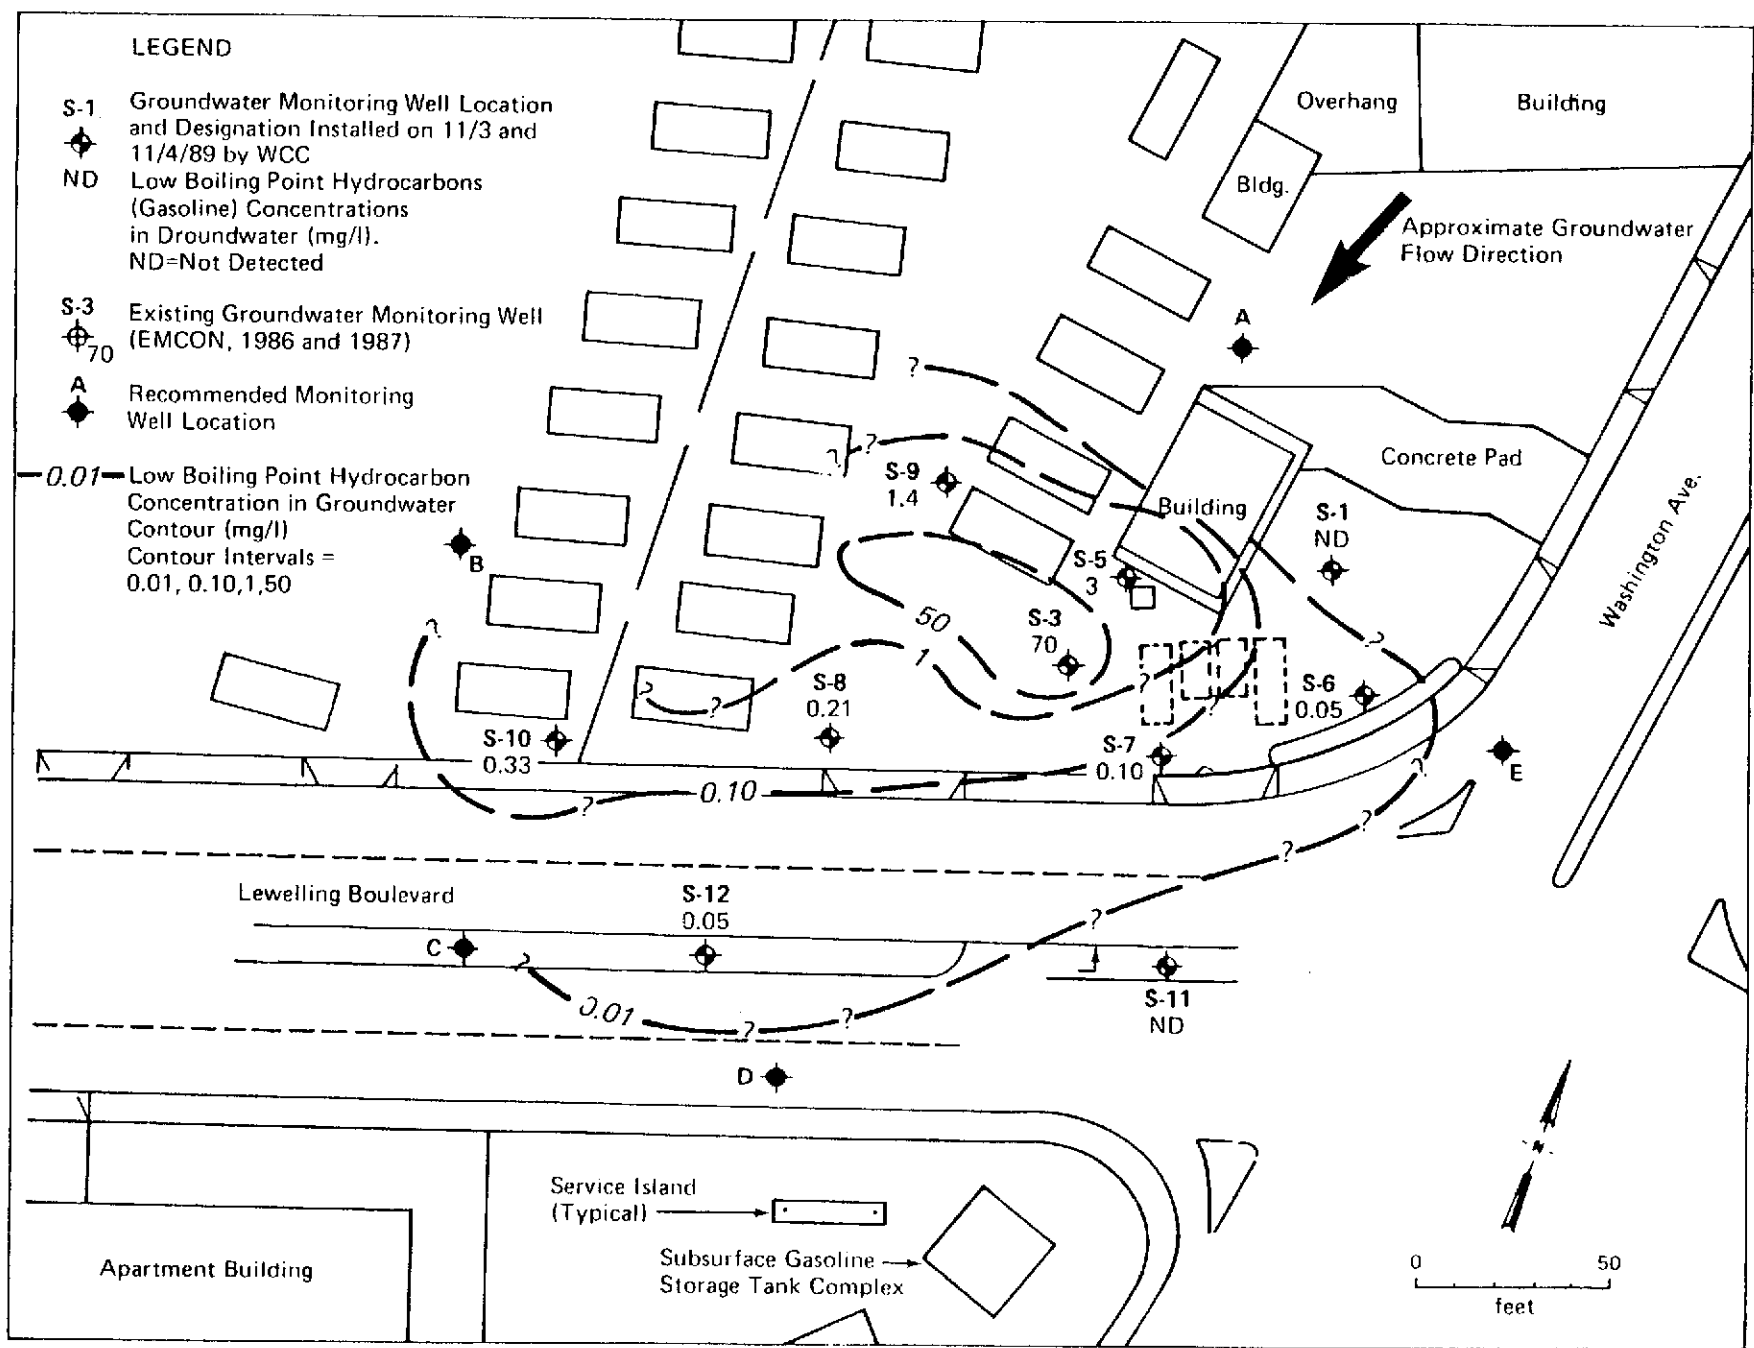 LEGEND
S-1
Groundwater Monitoring Well Location
and Designation Installed on 11/3 and
11/4/89 by WCC
ND
Low Boiling Point Hydrocarbons
(Gasoline) Concentrations
in Droundwater (mg/l).
ND=Not Detected
S-3
70
Existing Groundwater Monitoring Well
(EMCON, 1986 and 1987)
A
Recommended Monitoring
Well Location
0.01
Low Boiling Point Hydrocarbon
Concentration in Groundwater
Contour (mg/l)
Contour Intervals =
0.01, 0.10,1,50
Overhang
Building
Bldg.
Approximate Groundwater
Flow Direction
A
?
?
?
Concrete Pad
Washington Ave.
S-9
1.4
Building
S-1
ND
B
S-5
3
50
S-3
70
1
?
?
?
?
?
?
S-8
0.21
S-6
0.05
S-10
0.33
S-7
0.10
E
?
?
0.10
?
?
Lewelling Boulevard
S-12
0.05
?
C
?
S-11
ND
0.01
?
?
D
N
Service Island
(Typical)
Subsurface Gasoline
Storage Tank Complex
Apartment Building
0
50
feet